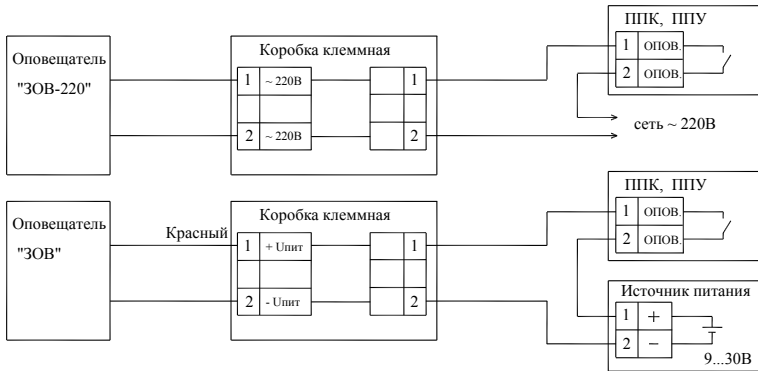 Оповещатель
"ЗОВ-220"
Коробка клеммная
1 ~ 220В 1
2 ~ 220В 2
ППК, ППУ
1 ОПОВ.
2 ОПОВ.
сеть ~ 220В
Оповещатель
"ЗОВ"
Красный
Коробка клеммная
1 + Uпит 1
2 - Uпит 2
ППК, ППУ
1 ОПОВ.
2 ОПОВ.
Источник питания
1 +
2 −
9...30В